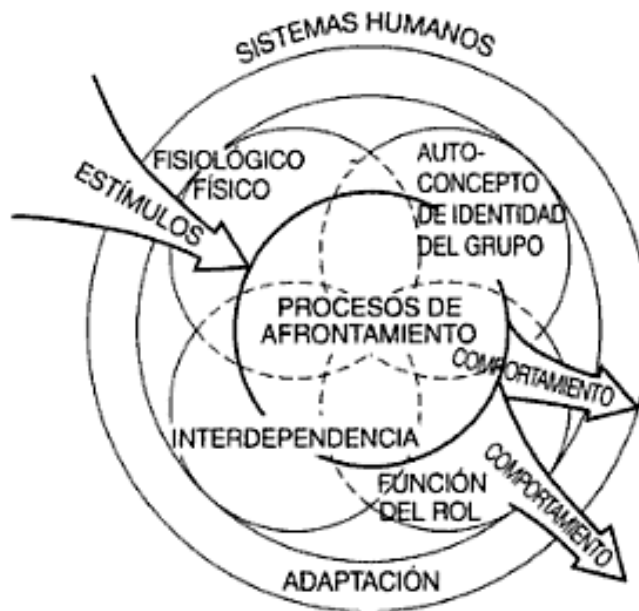 SISTEMAS HUMANOS
FISIOLÓGICO
FÍSICO
ESTÍMULOS
AUTO-
CONCEPTO
DE IDENTIDAD
DEL GRUPO
PROCESOS DE
AFRONTAMIENTO
COMPORTAMIENTO
INTERDEPENDENCIA
COMPORTAMIENTO
FUNCIÓN
DEL ROL
ADAPTACIÓN